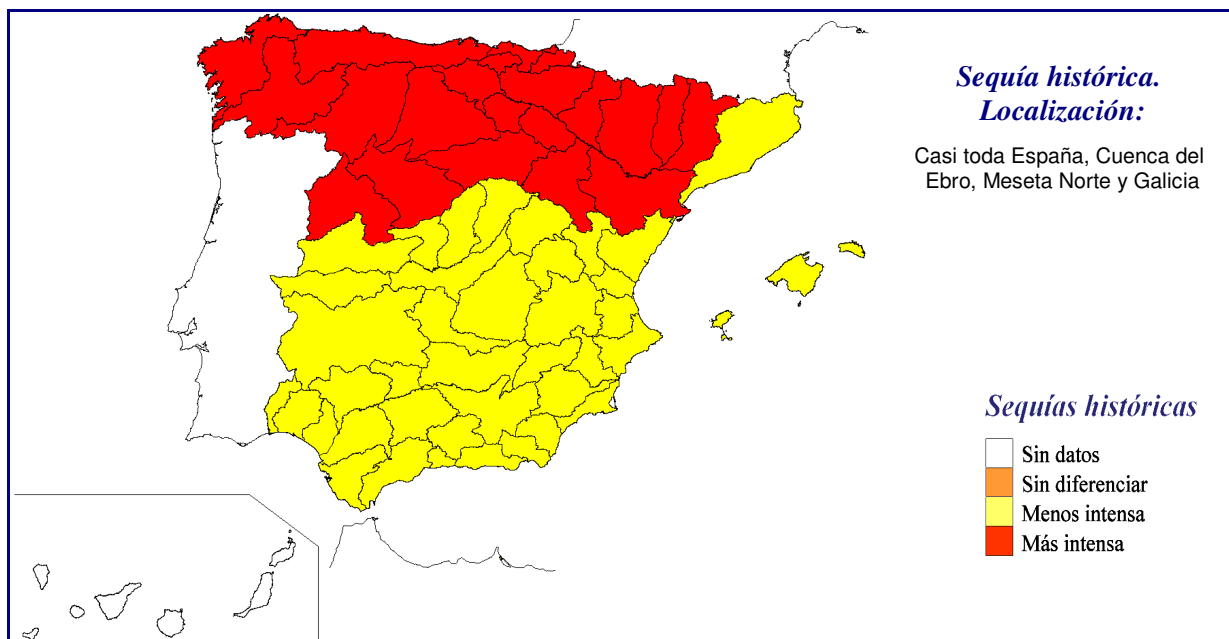 Sequía histórica.
Localización:
Casi toda España, Cuenca del
Ebro, Meseta Norte y Galicia
Sequías históricas
Sin datos
Sin diferenciar
Menos intensa
Más intensa